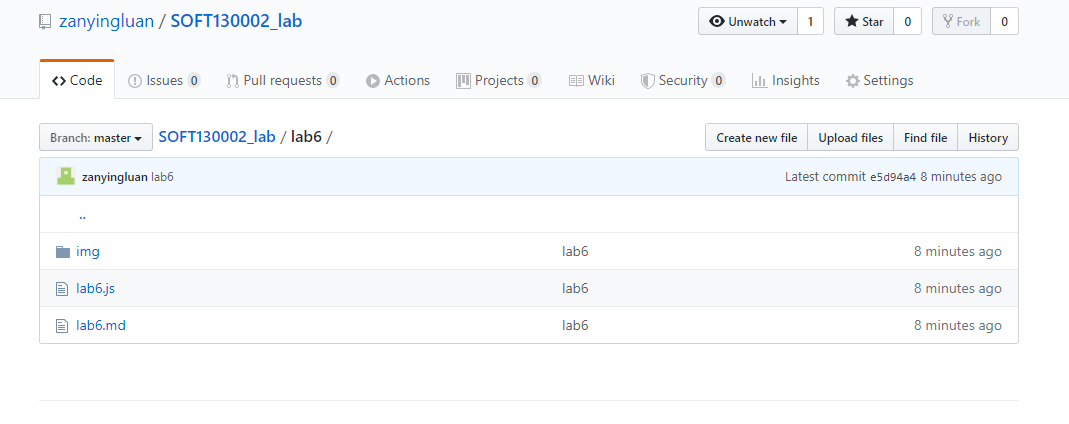 zanyingluan / SOFT130002_lab Unwatch 1 Star 0 Fork 0
Code Issues 0 Pull requests 0 Actions Projects 0 Wiki Security 0 Insights Settings
Branch: master SOFT130002_lab / lab6 / Create new file Upload files Find file History
zanyingluan lab6 Latest commit e5d94a4 8 minutes ago
..
img lab6 8 minutes ago
lab6.js lab6 8 minutes ago
lab6.md lab6 8 minutes ago